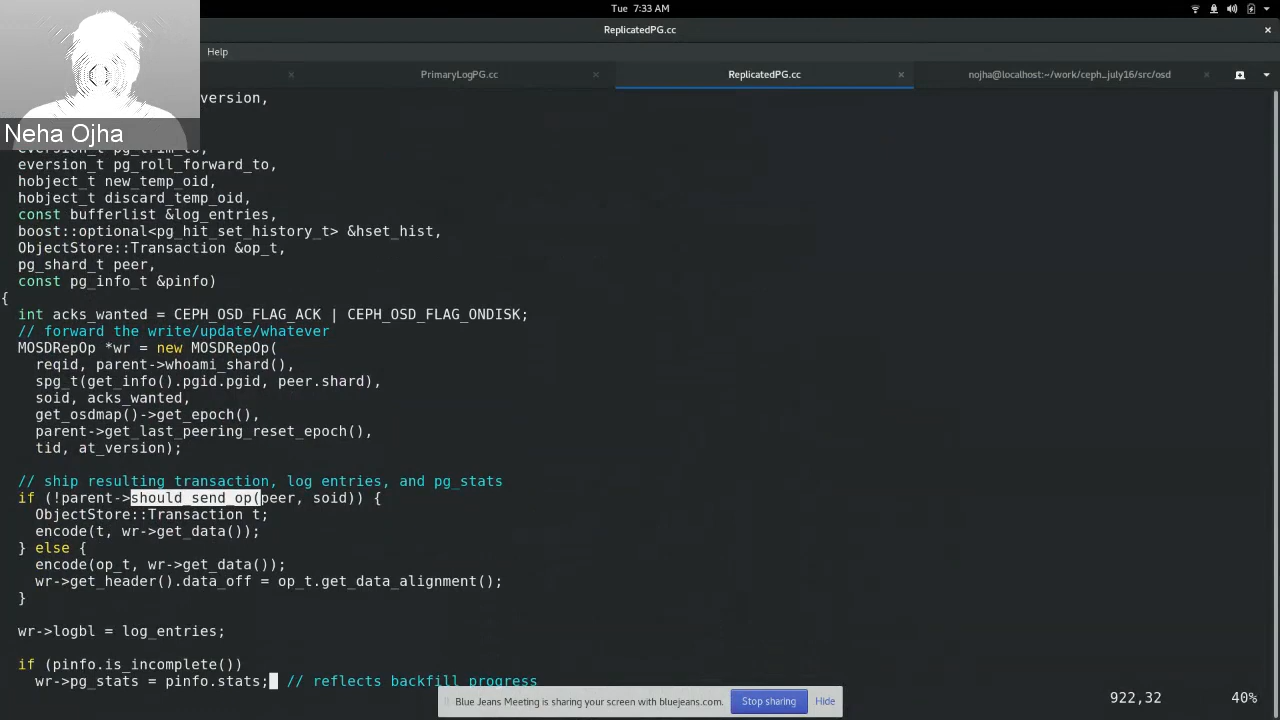 Tue 7:33 AM
ReplicatedPG.cc
Help
PrimaryLogPG.cc
ReplicatedPG.cc
nojha@localhost:~/work/ceph_july16/src/osd
version,
Neha Ojha
eversion_t pg_trim_to,
eversion_t pg_roll_forward_to,
hobject_t new_temp_oid,
hobject_t discard_temp_oid,
const bufferlist &log_entries,
boost::optional<pg_hit_set_history_t> &hset_hist,
ObjectStore::Transaction &op_t,
pg_shard_t peer,
const pg_info_t &pinfo)
{
int acks_wanted = CEPH_OSD_FLAG_ACK | CEPH_OSD_FLAG_ONDISK;
// forward the write/update/whatever
MOSDRepOp *wr = new MOSDRepOp(
reqid, parent->whoami_shard(),
spg_t(get_info().pgid.pgid, peer.shard),
soid, acks_wanted,
get_osdmap()->get_epoch(),
parent->get_last_peering_reset_epoch(),
tid, at_version);
// ship resulting transaction, log entries, and pg_stats
if (!parent->should_send_op(peer, soid)) {
ObjectStore::Transaction t;
encode(t, wr->get_data());
} else {
encode(op_t, wr->get_data());
wr->get_header().data_off = op_t.get_data_alignment();
}
wr->logbl = log_entries;
if (pinfo.is_incomplete())
wr->pg_stats = pinfo.stats; // reflects backfill progress
Blue Jeans Meeting is sharing your screen with bluejeans.com.
Stop sharing
Hide
922,32
40%